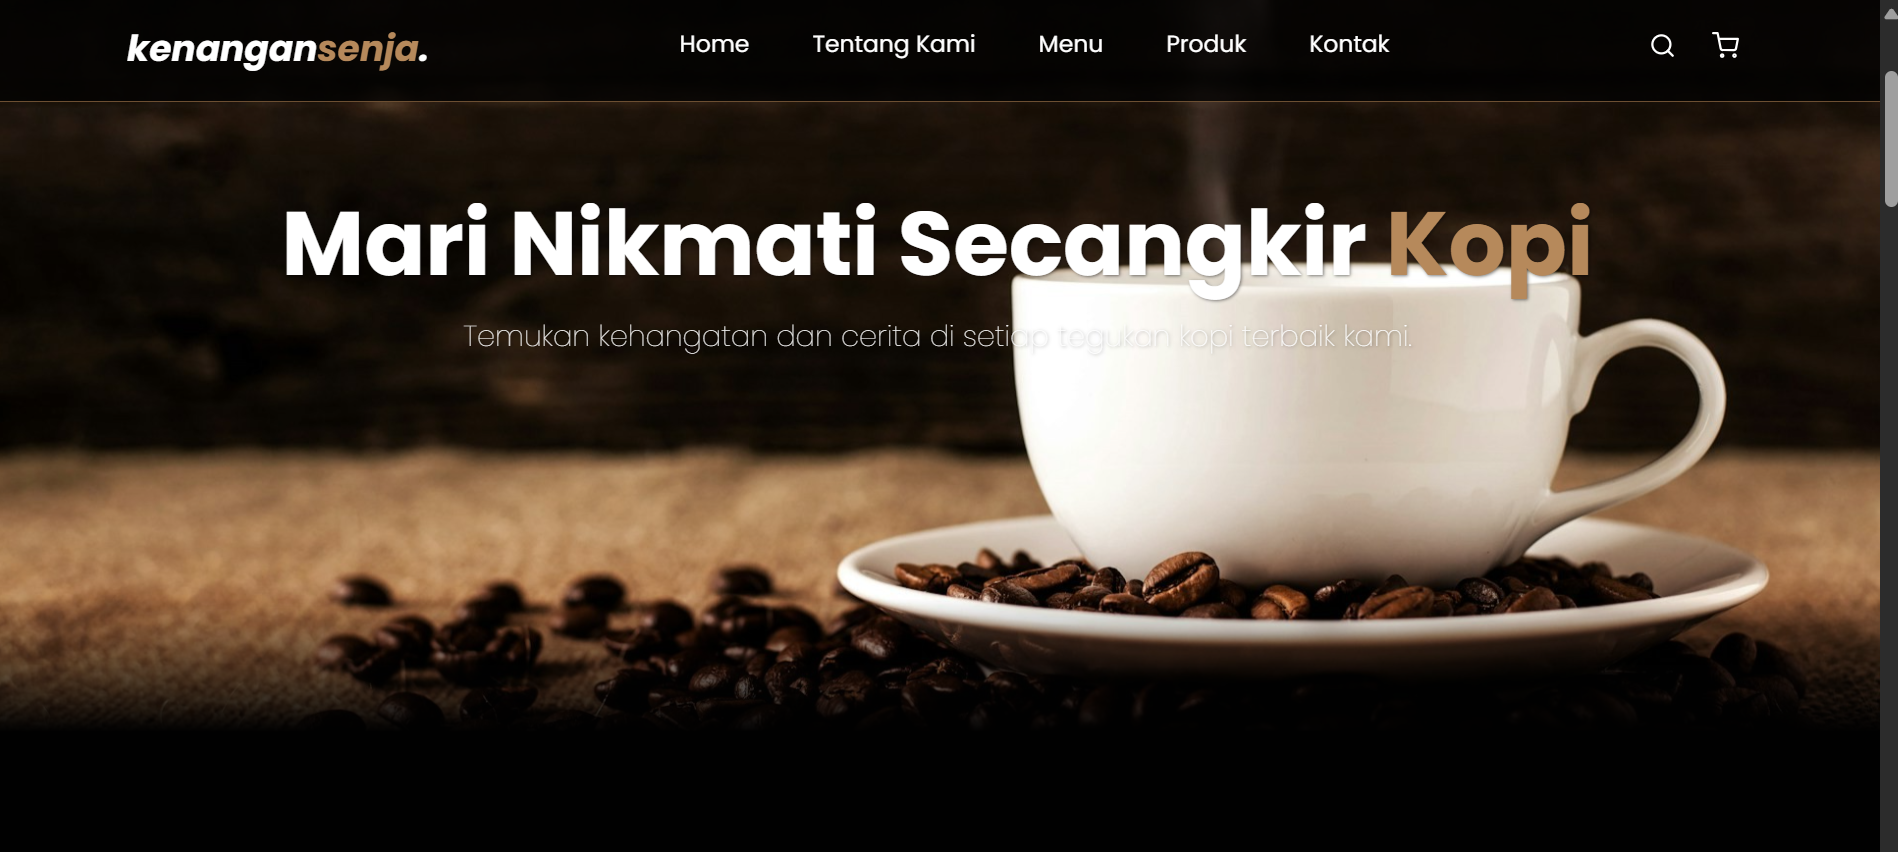 kenangansenja.
Home Tentang Kami Menu Produk Kontak
Mari Nikmati Secangkir Kopi
Temukan kehangatan dan cerita di setiap tegukan kopi terbaik kami.